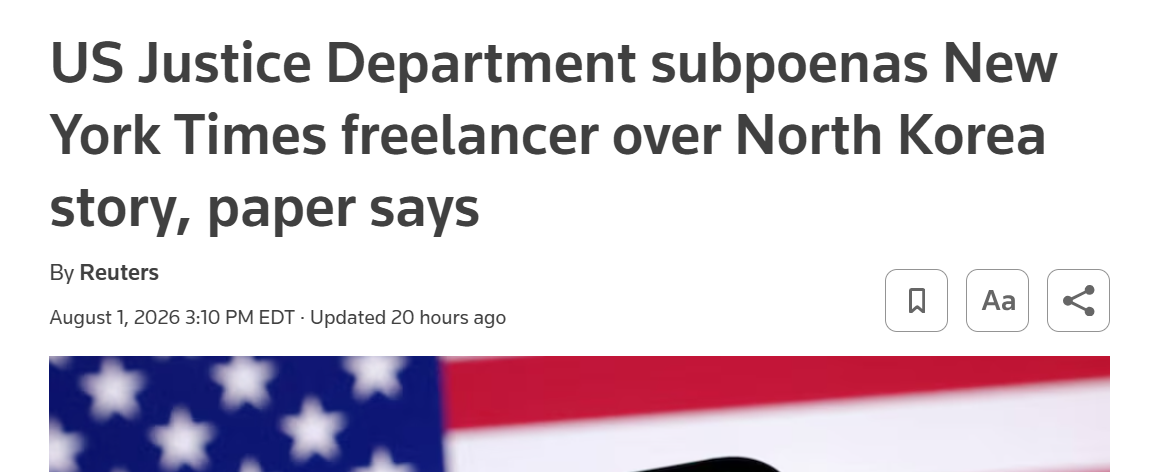 US Justice Department subpoenas New
York Times freelancer over North Korea
story, paper says
By Reuters
August 1, 2026 3:10 PM EDT · Updated 20 hours ago
Aa